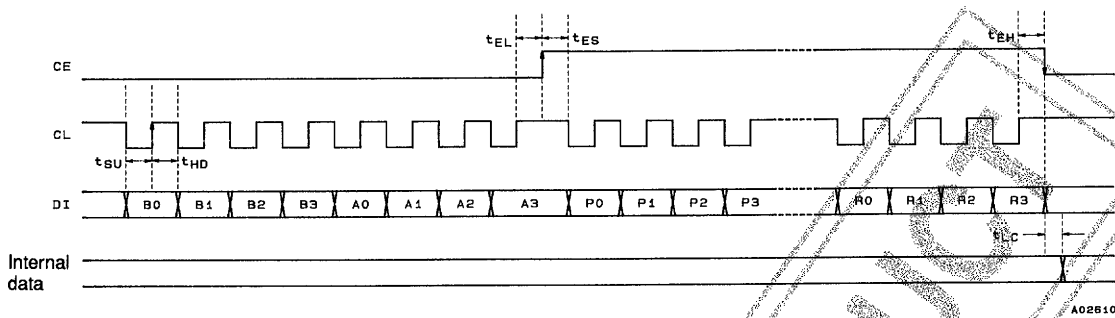 tEL tES tEH
CE
CL
tSU tHD
DI B0 B1 B2 B3 A0 A1 A2 A3 P0 P1 P2 P3 R0 R1 R2 R3
tLC
Internal
data
A02610